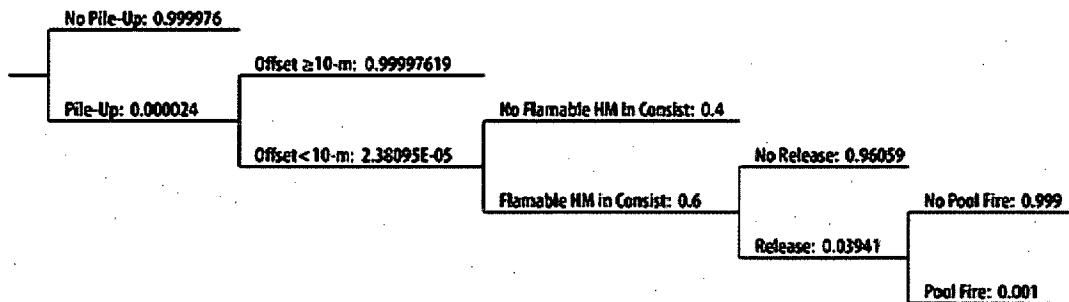 No Pile-Up: 0.999976
Offset ≥10-m: 0.99997619
Pile-Up: 0.000024
No Flamable HM in Consist: 0.4
Offset<10-m: 2.38095E-05
No Release: 0.96059
Flamable HM in Consist: 0.6
No Pool Fire: 0.999
Release: 0.03941
Pool Fire: 0.001